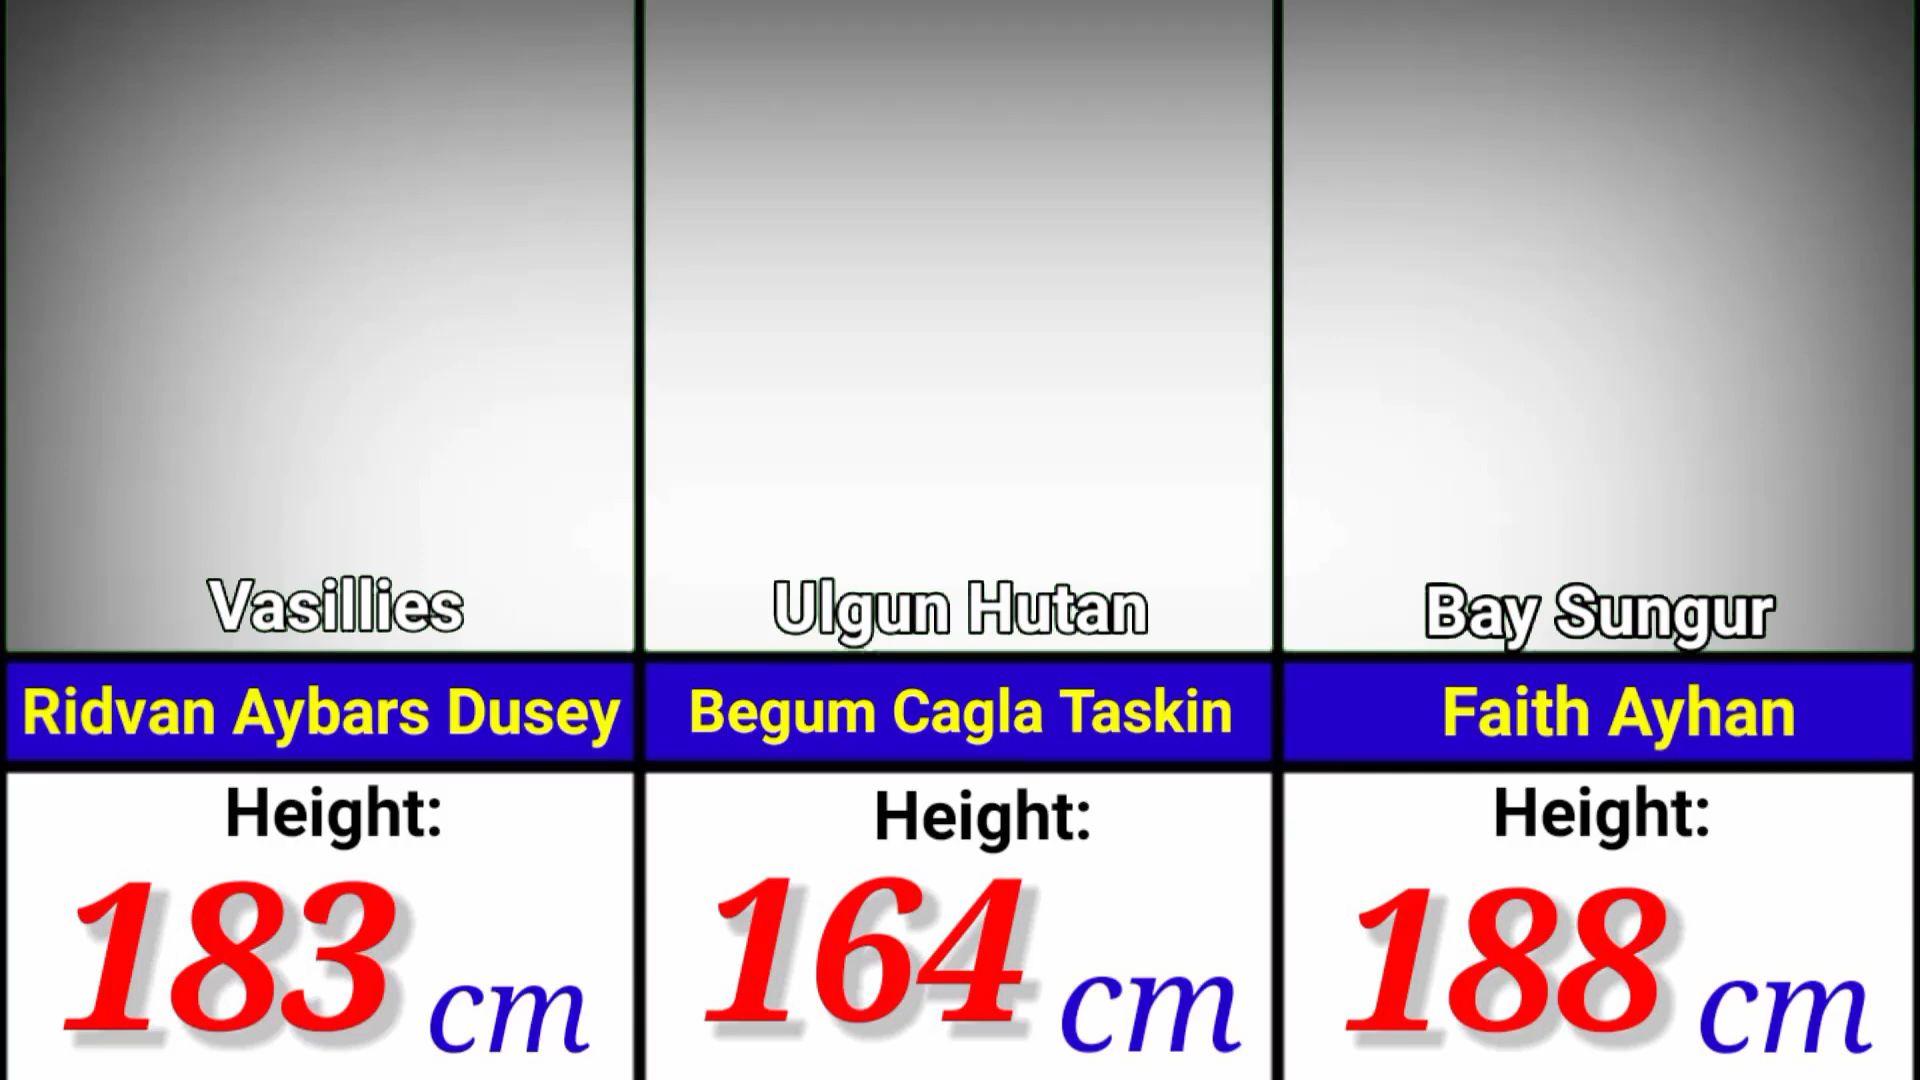 Vasillies
Ridvan Aybars Dusey
Height:
183 cm
Ulgun Hutan
Begum Cagla Taskin
Height:
164 cm
Bay Sungur
Faith Ayhan
Height:
188 cm